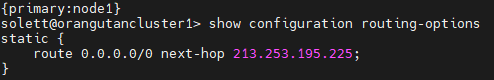 {primary:node1}
solett@orangutancluster1> show configuration routing-options
static {
    route 0.0.0.0/0 next-hop 213.253.195.225;
}